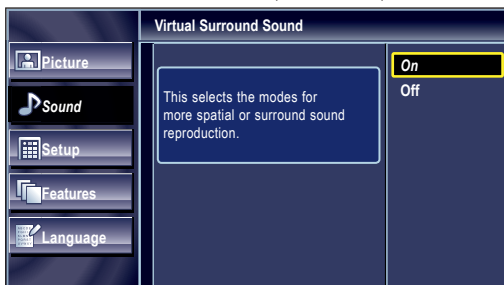 Virtual Surround Sound
Picture
Sound
Setup
Features
Language
This selects the modes for
more spatial or surround sound
reproduction.
On
Off